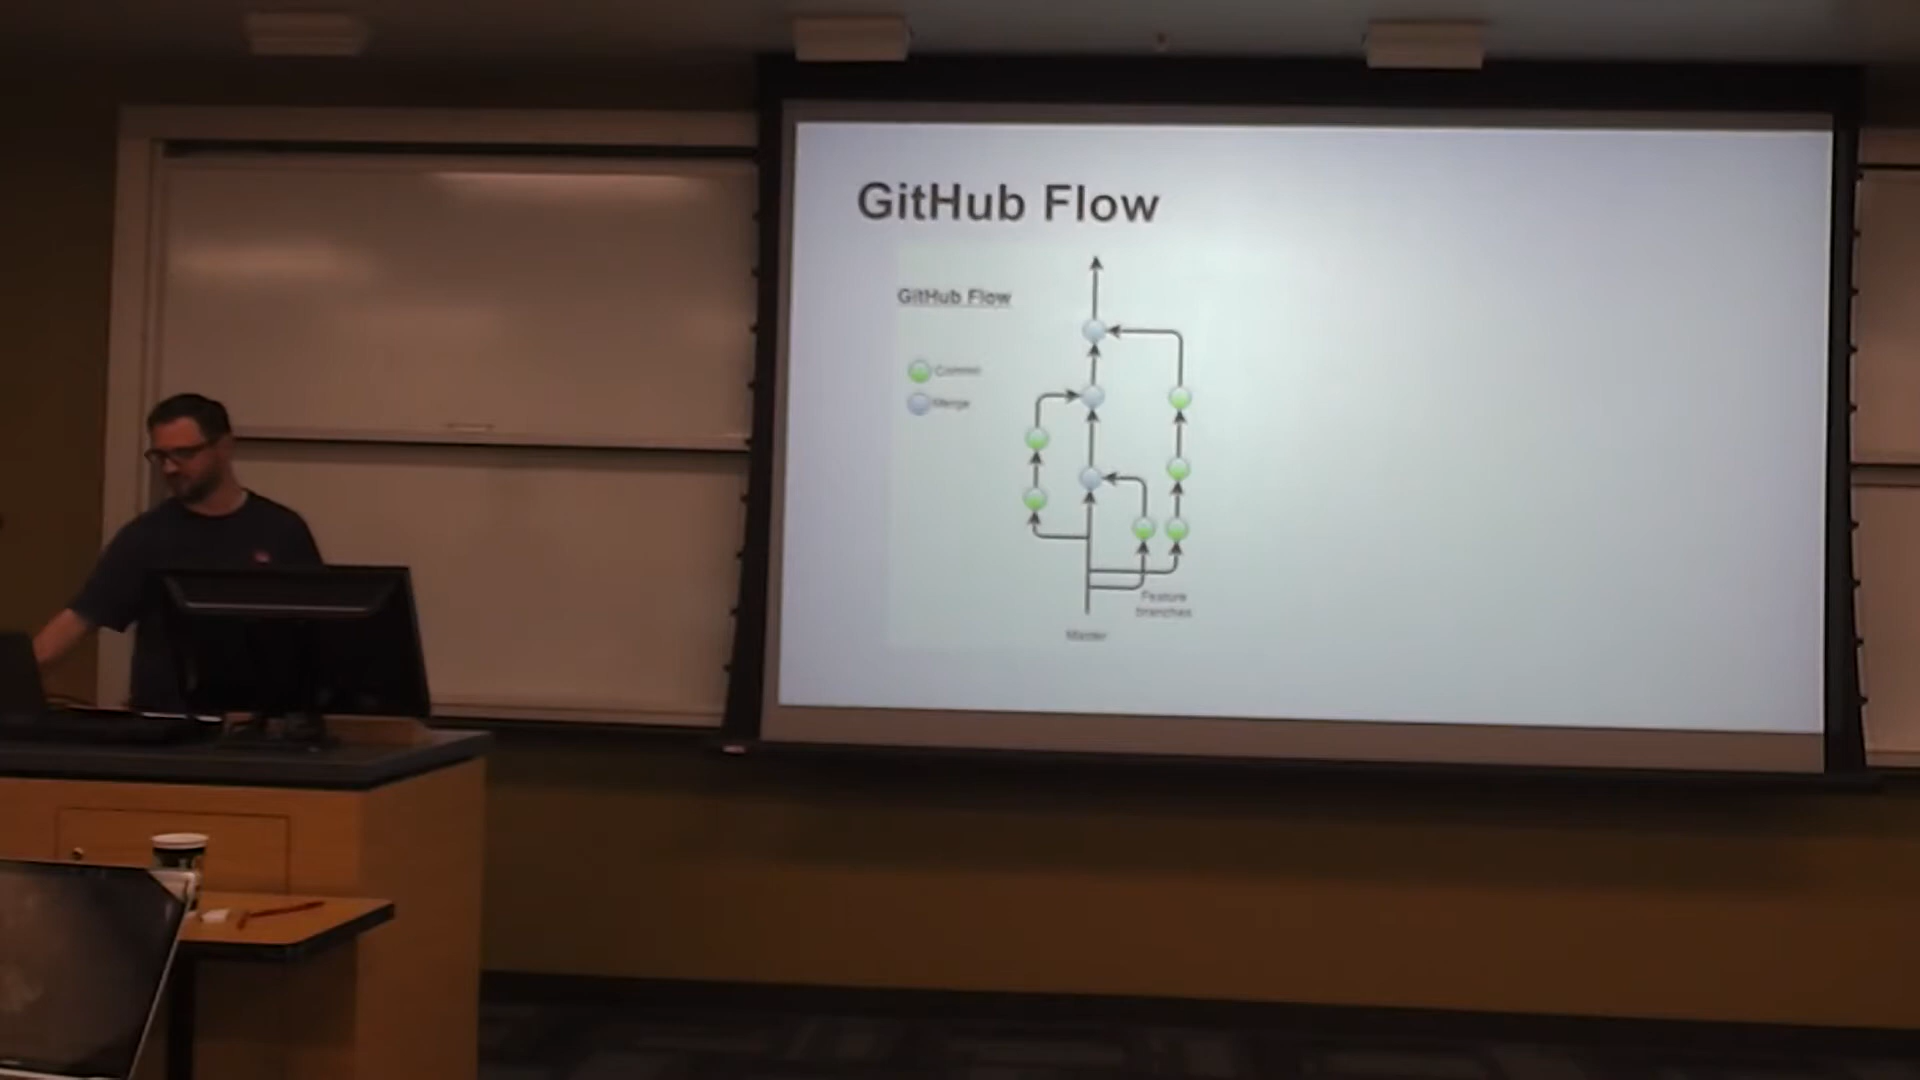 GitHub Flow
GitHub Flow
Commit
Merge
Feature
branches
Master